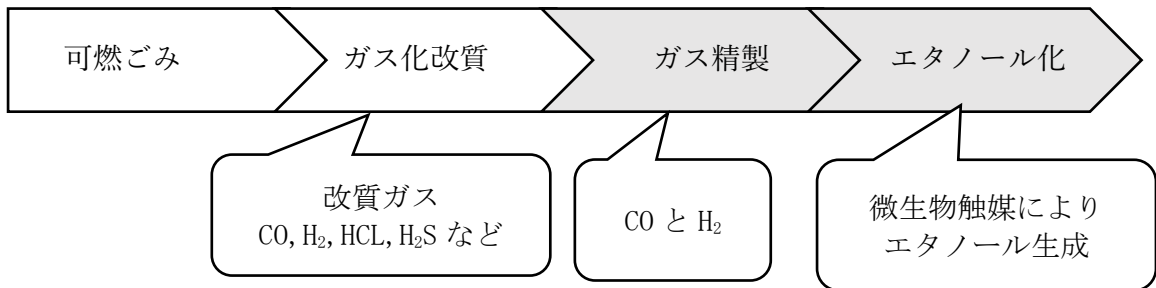 可燃ごみ
ガス化改質
ガス精製
エタノール化
改質ガス
CO,H₂,HCL,H₂S など
CO と H₂
微生物触媒により
エタノール生成